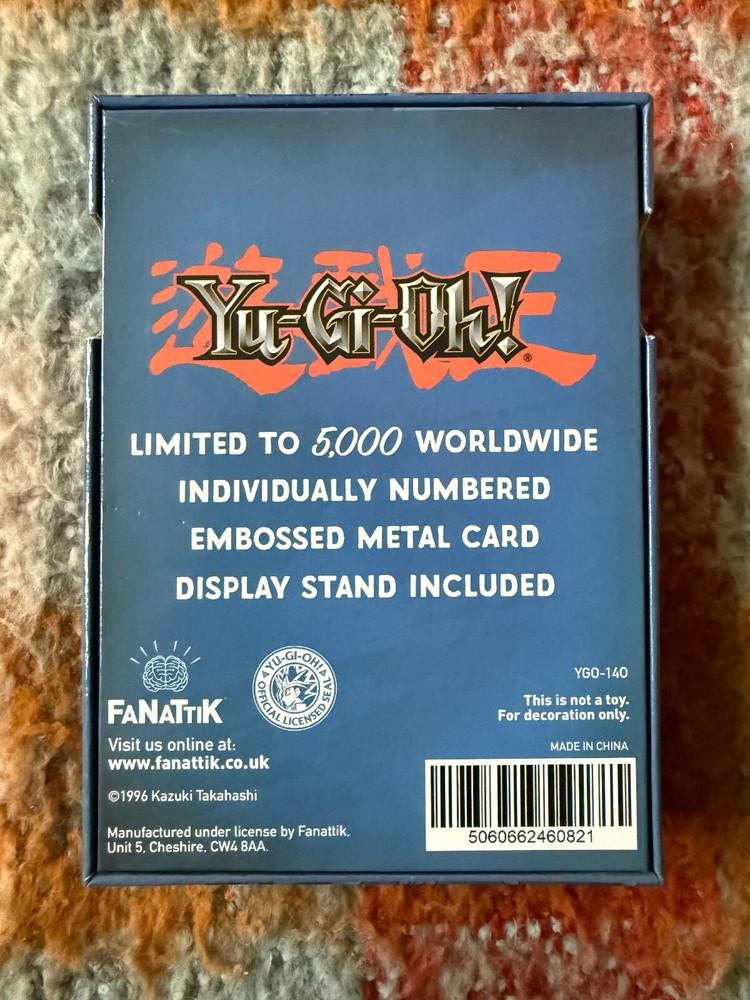 遊戯王
Yu-Gi-Oh!®
LIMITED TO 5,000 WORLDWIDE
INDIVIDUALLY NUMBERED
EMBOSSED METAL CARD
DISPLAY STAND INCLUDED
FANATTIK
YU-GI-OH!
OFFICIAL LICENSED SEAL
Visit us online at:
www.fanattik.co.uk
©1996 Kazuki Takahashi
Manufactured under license by Fanattik,
Unit 5, Cheshire, CW4 8AA.
YGO-140
This is not a toy.
For decoration only.
MADE IN CHINA
5060662460821